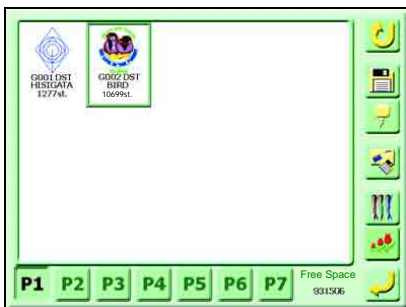 G001 DST
HISIGATA
1277st.
G002 DST
BIRD
10699st.
P1 P2 P3 P4 P5 P6 P7
Free Space
931506